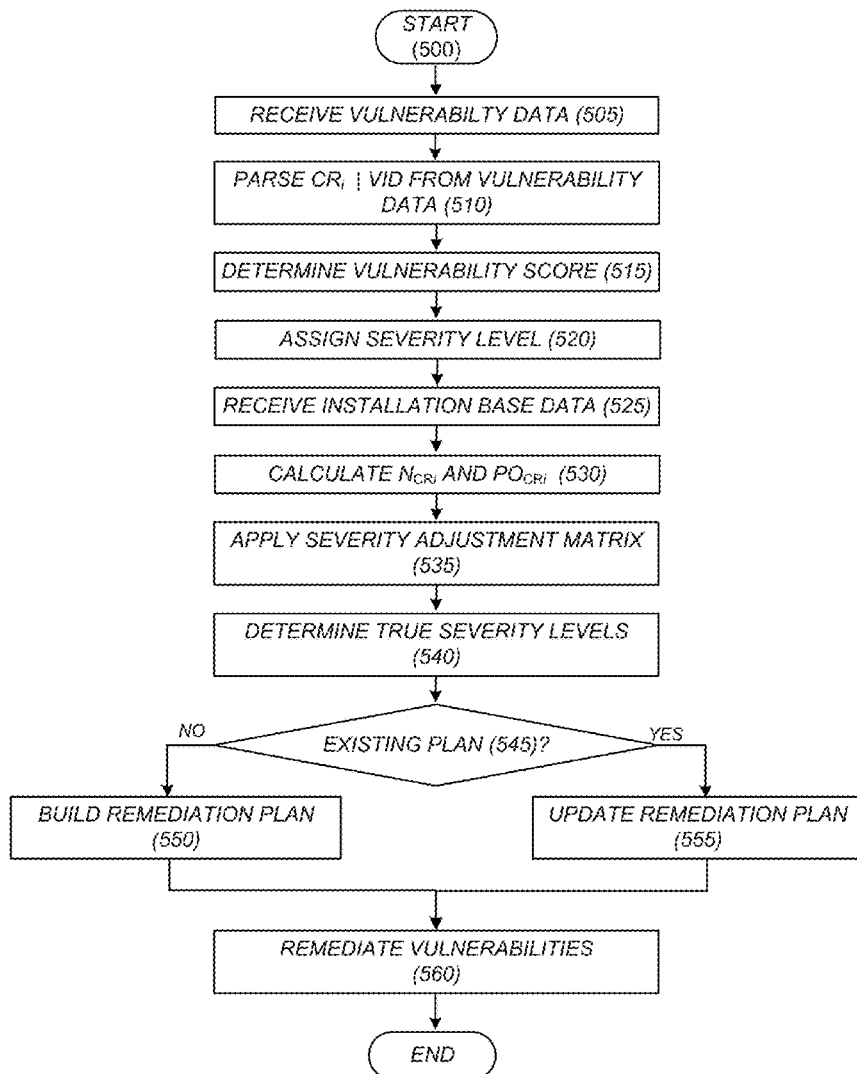 START
(500)
RECEIVE VULNERABILTY DATA (505)
PARSE CRi | VID FROM VULNERABILITY
DATA (510)
DETERMINE VULNERABILITY SCORE (515)
ASSIGN SEVERITY LEVEL (520)
RECEIVE INSTALLATION BASE DATA (525)
CALCULATE NCRi AND POCRi (530)
APPLY SEVERITY ADJUSTMENT MATRIX
(535)
DETERMINE TRUE SEVERITY LEVELS
(540)
NO
EXISTING PLAN (545)?
YES
BUILD REMEDIATION PLAN
(550)
UPDATE REMEDIATION PLAN
(555)
REMEDIATE VULNERABILITIES
(560)
END